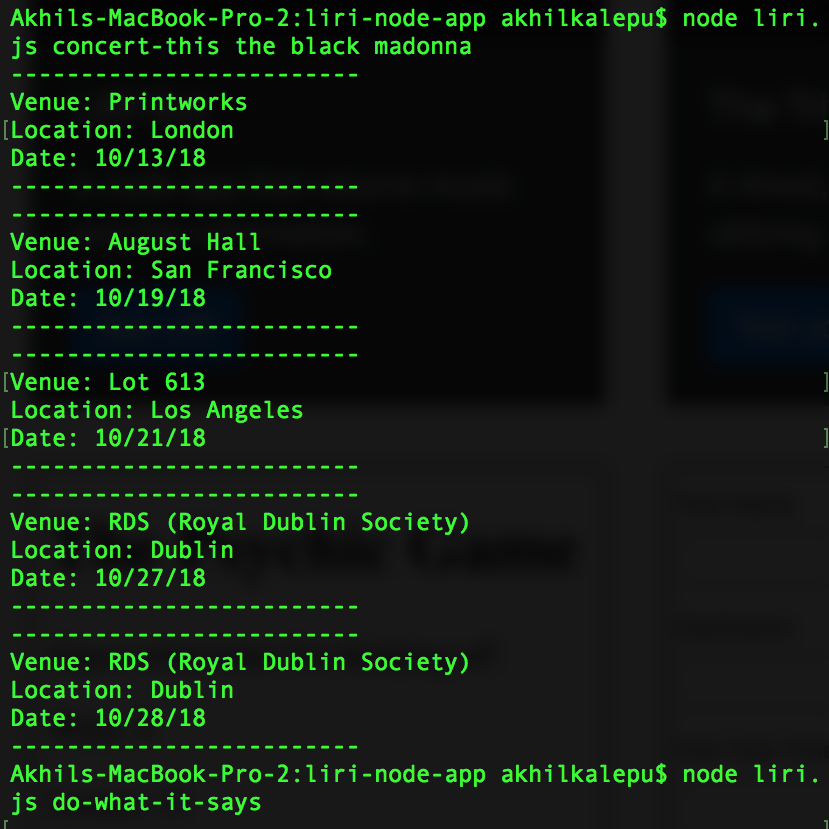 Akhils-MacBook-Pro-2:liri-node-app akhilkalepu$ node liri.
js concert-this the black madonna
-------------------------
Venue: Printworks
[Location: London ]
Date: 10/13/18
-------------------------
-------------------------
Venue: August Hall
Location: San Francisco
Date: 10/19/18
-------------------------
-------------------------
[Venue: Lot 613 ]
Location: Los Angeles
[Date: 10/21/18 ]
-------------------------
-------------------------
Venue: RDS (Royal Dublin Society)
Location: Dublin
Date: 10/27/18
-------------------------
-------------------------
Venue: RDS (Royal Dublin Society)
Location: Dublin
Date: 10/28/18
-------------------------
Akhils-MacBook-Pro-2:liri-node-app akhilkalepu$ node liri.
js do-what-it-says
Game